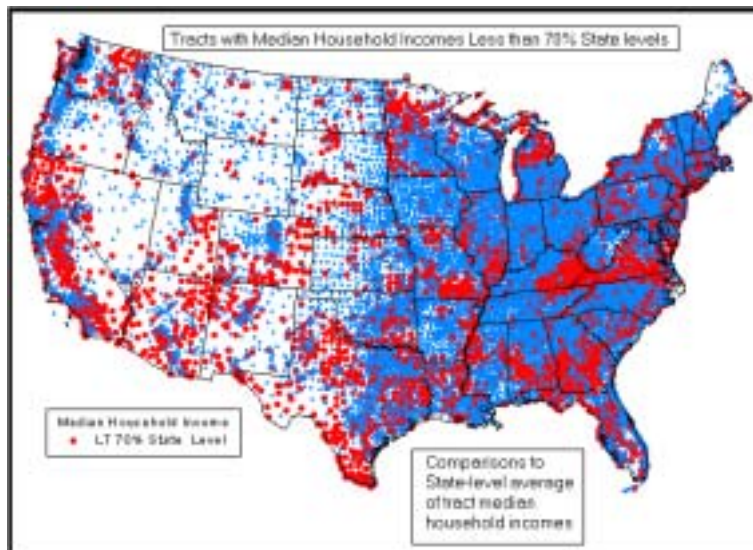 Tracts with Median Household Incomes Less than 70% State levels
Median Household Income
LT 70% State Level
Comparisons to
State-level average
of tract median
household incomes